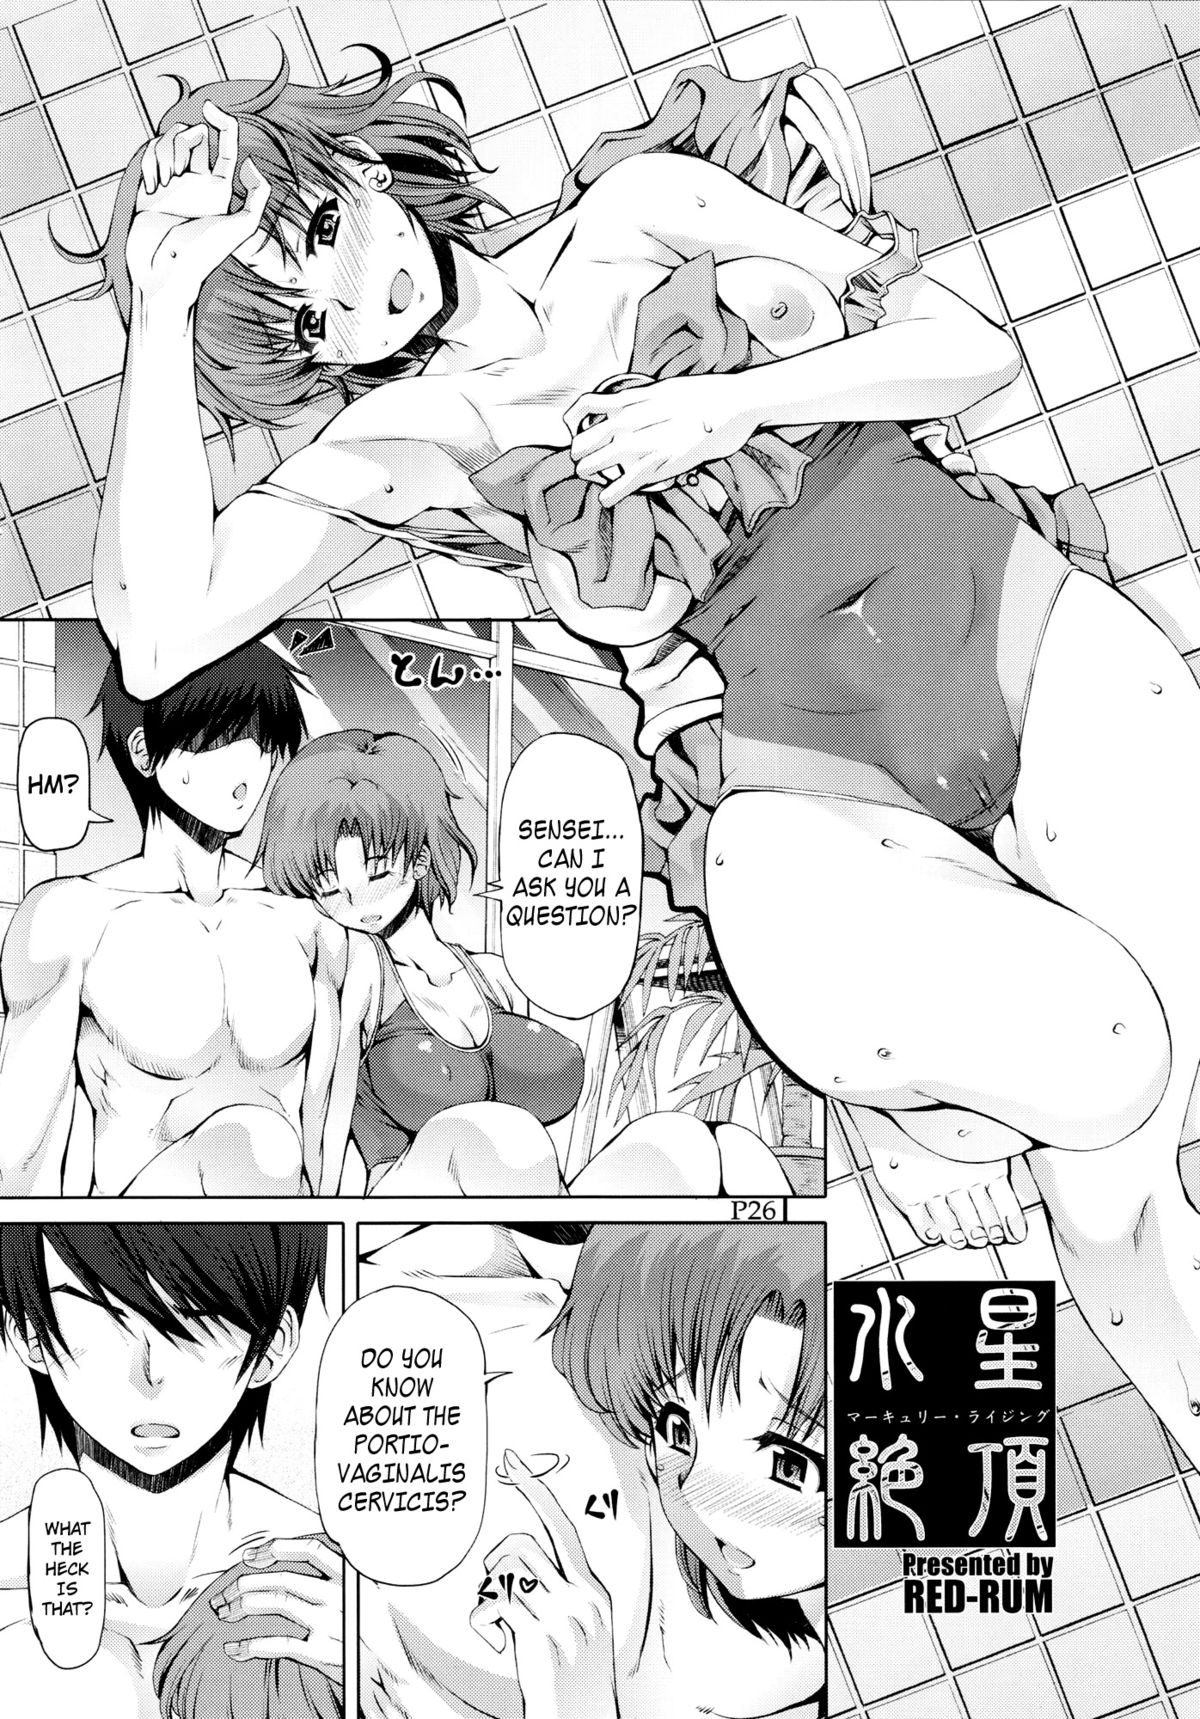 とん…
HM?
SENSEI...
CAN I
ASK YOU A
QUESTION?
P26
DO YOU
KNOW
ABOUT THE
PORTIO-
VAGINALIS
CERVICIS?
くり
くり♡
WHAT
THE
HECK
IS
THAT?
水星
マーキュリー・ライジング
絶頂
Presented by
RED-RUM